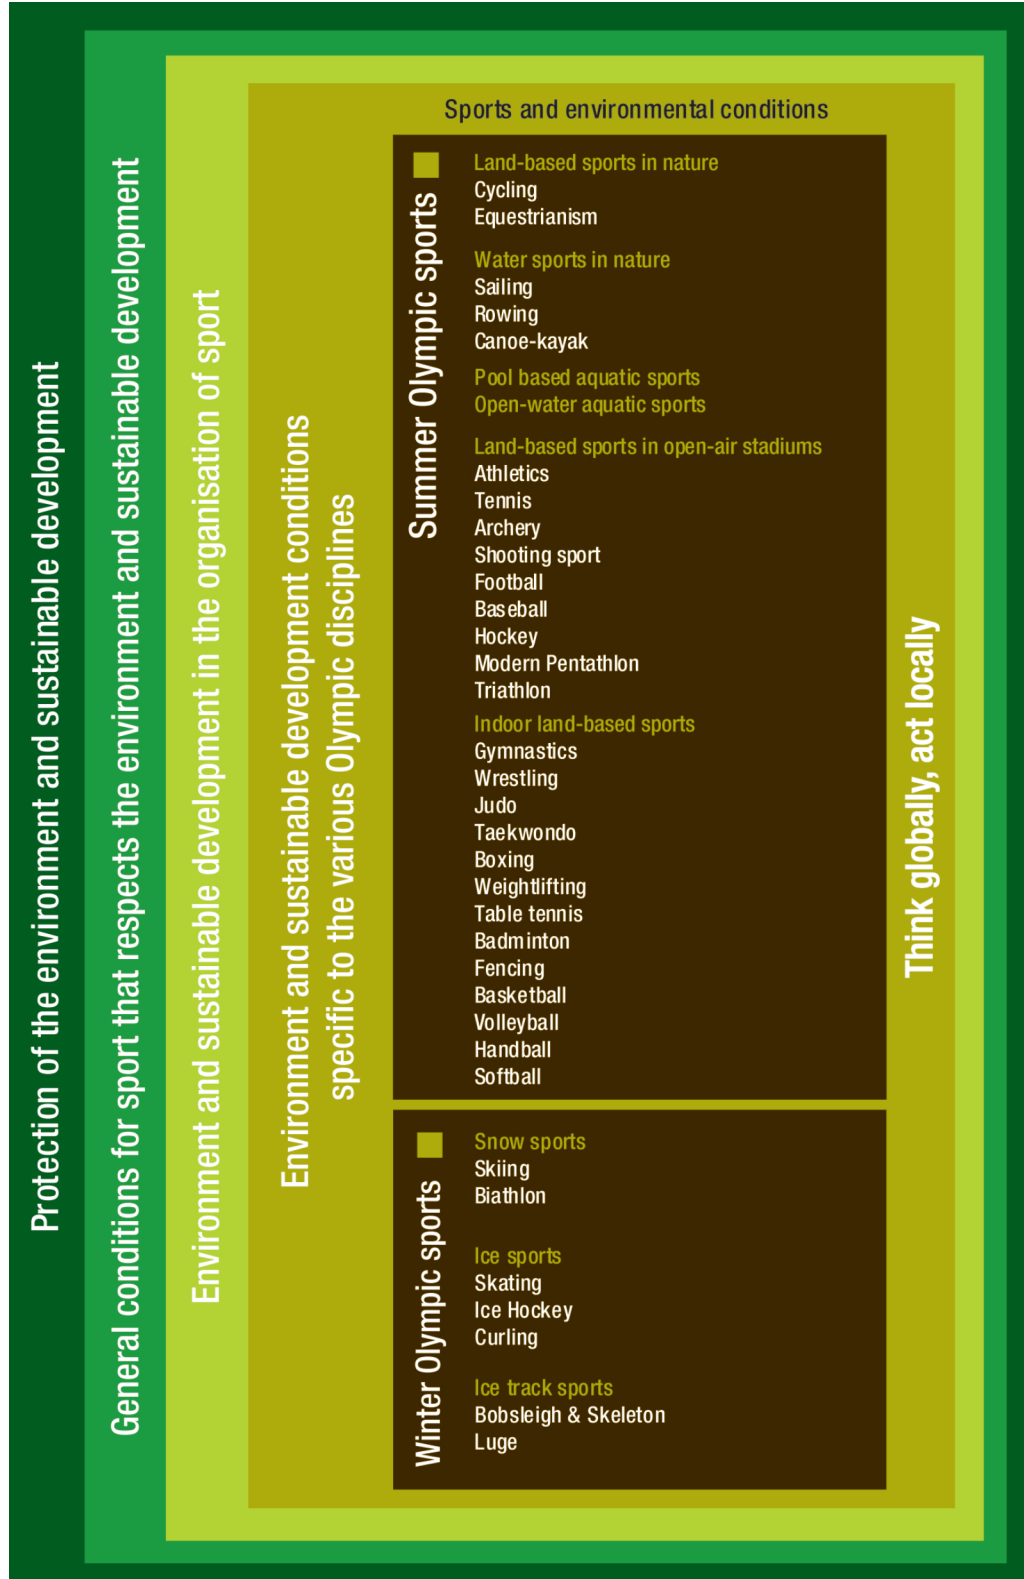 Protection of the environment and sustainable development
General conditions for sport that respects the environment and sustainable development
Environment and sustainable development in the organisation of sport
Environment and sustainable development conditions
specific to the various Olympic disciplines
Sports and environmental conditions
Summer Olympic sports
Land-based sports in nature
Cycling
Equestrianism
Water sports in nature
Sailing
Rowing
Canoe-kayak
Pool based aquatic sports
Open-water aquatic sports
Land-based sports in open-air stadiums
Athletics
Tennis
Archery
Shooting sport
Football
Baseball
Hockey
Modern Pentathlon
Triathlon
Indoor land-based sports
Gymnastics
Wrestling
Judo
Taekwondo
Boxing
Weightlifting
Table tennis
Badminton
Fencing
Basketball
Volleyball
Handball
Softball
Winter Olympic sports
Snow sports
Skiing
Biathlon
Ice sports
Skating
Ice Hockey
Curling
Ice track sports
Bobsleigh & Skeleton
Luge
Think globally, act locally